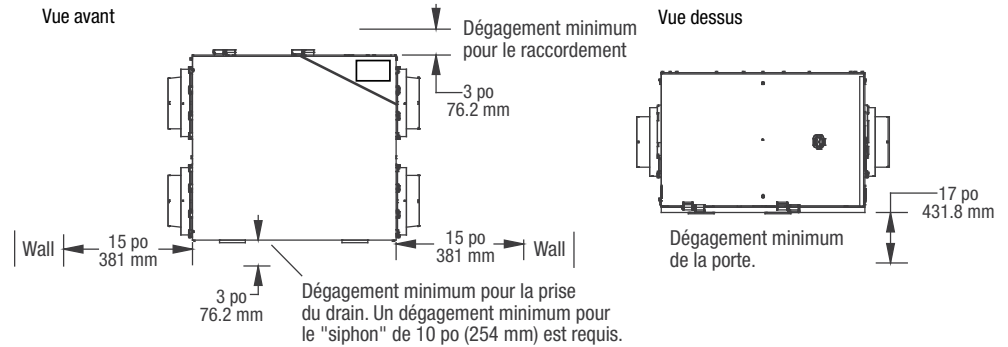 Vue avant
Dégagement minimum
pour le raccordement
3 po
76.2 mm
Wall
15 po
381 mm
15 po
381 mm
Wall
3 po
76.2 mm
Dégagement minimum pour la prise
du drain. Un dégagement minimum pour
le "siphon" de 10 po (254 mm) est requis.
Vue dessus
17 po
431.8 mm
Dégagement minimum
de la porte.